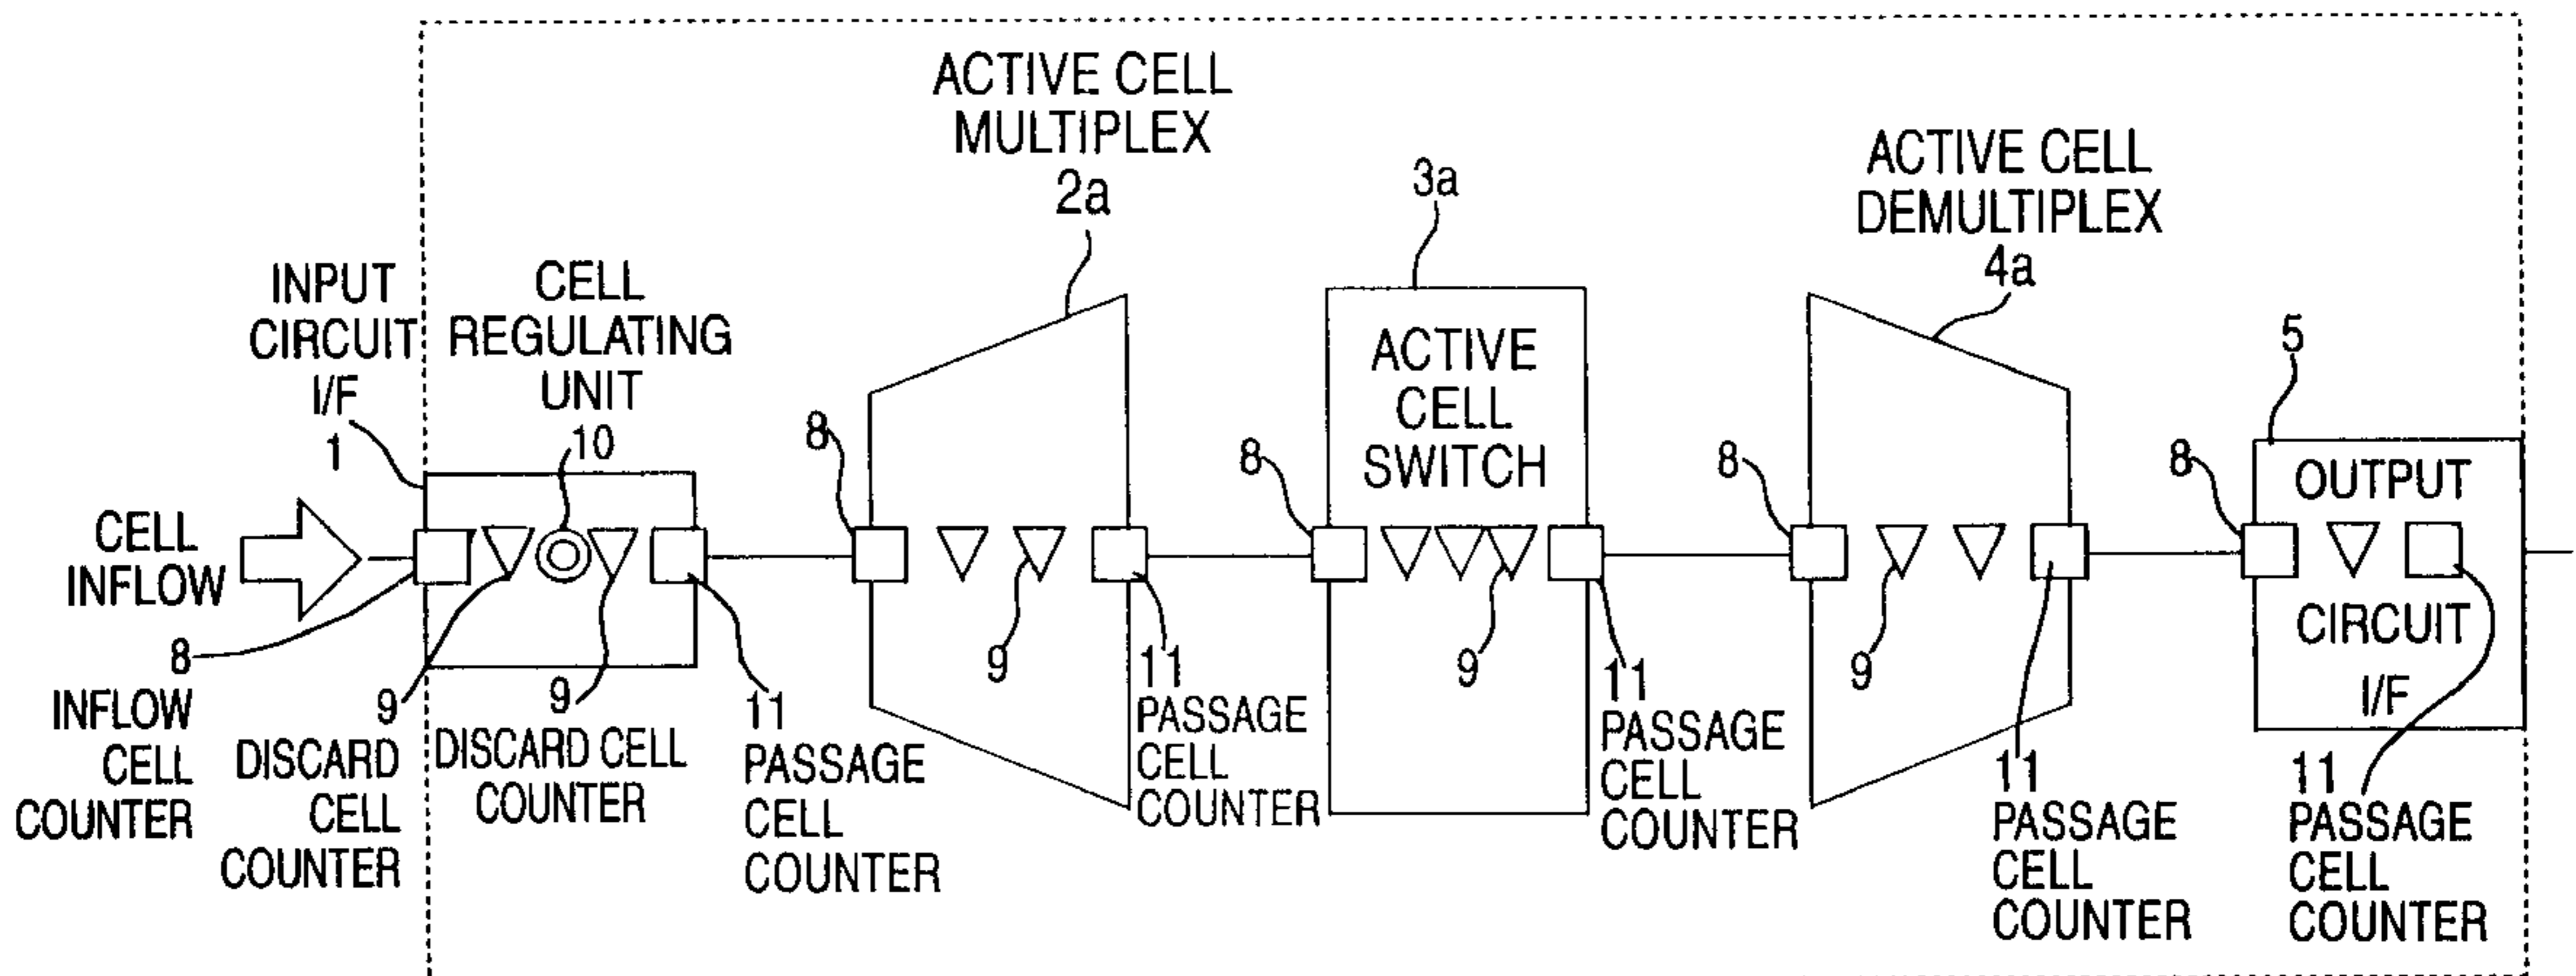 ACTIVE CELL
MULTIPLEX
2a
ACTIVE CELL
DEMULTIPLEX
4a
3a
INPUT
CIRCUIT
I/F
1
CELL
REGULATING
UNIT
10
8
8
ACTIVE
CELL
SWITCH
8
5
8
OUTPUT
CIRCUIT
I/F
CELL
INFLOW
8
INFLOW
CELL
COUNTER
9
DISCARD
CELL
COUNTER
9
DISCARD CELL
COUNTER
11
PASSAGE
CELL
COUNTER
9
11
PASSAGE
CELL
COUNTER
9
11
PASSAGE
CELL
COUNTER
9
11
PASSAGE
CELL
COUNTER
11
PASSAGE
CELL
COUNTER